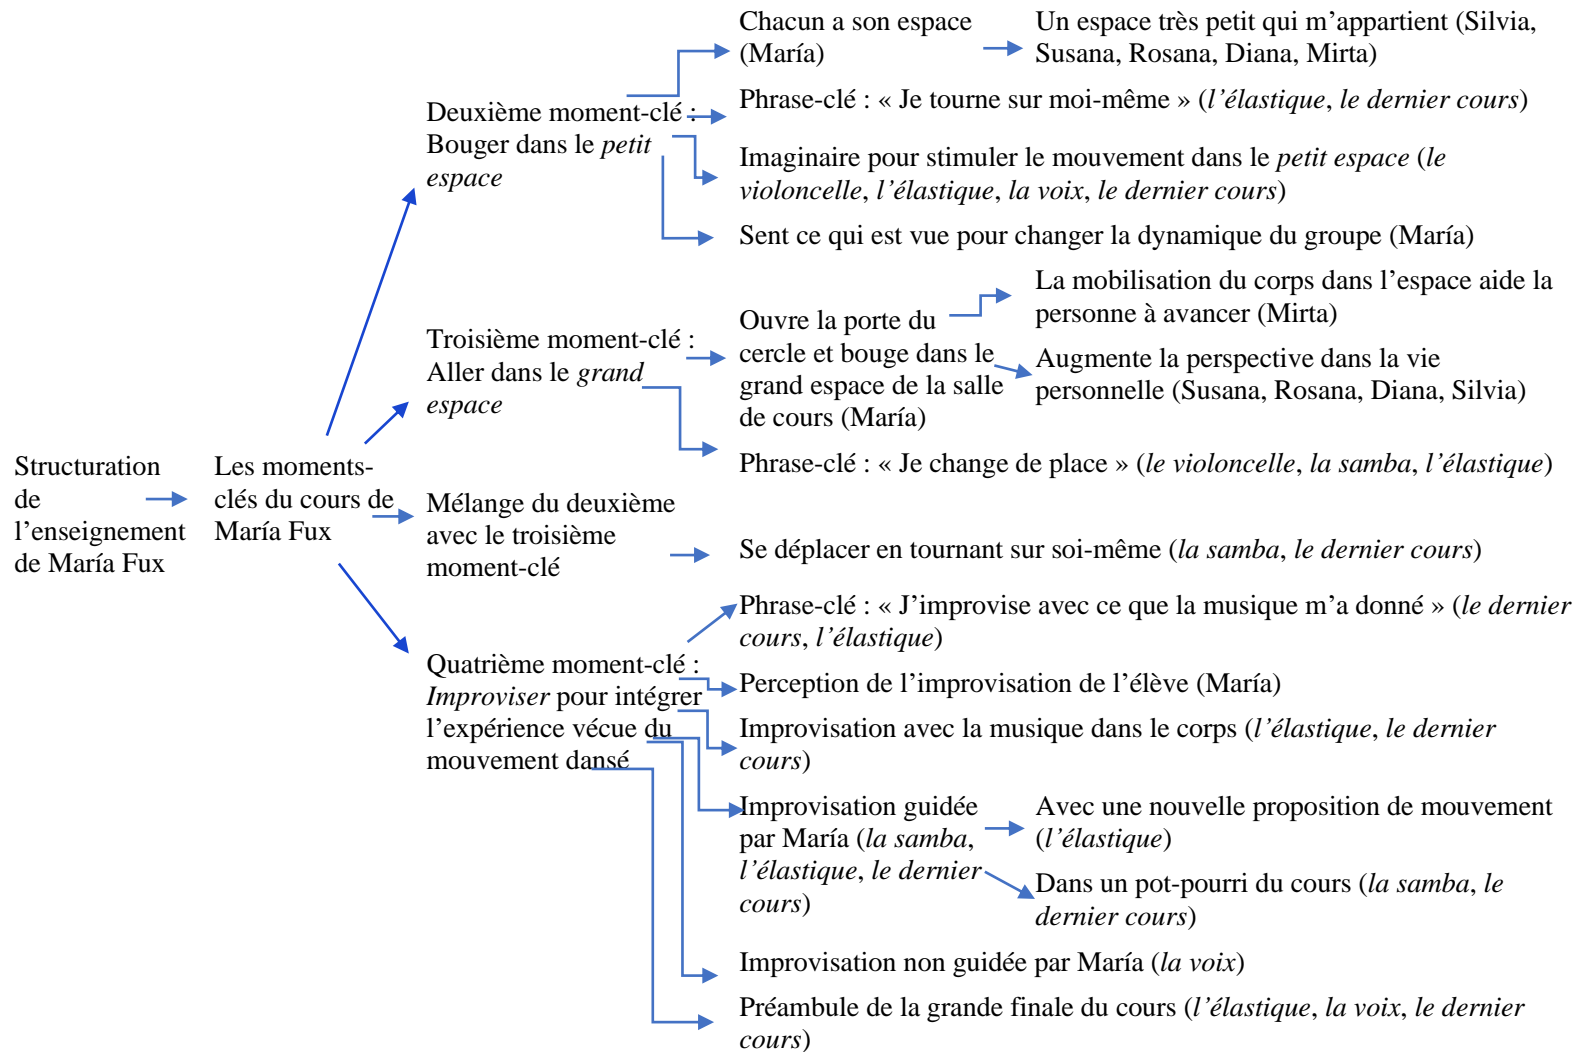 Structuration
de
l’enseignement
de María Fux
Les moments-
clés du cours de
María Fux
Deuxième moment-clé :
Bouger dans le petit
espace
Chacun a son espace
(María)
Un espace très petit qui m’appartient (Silvia,
Susana, Rosana, Diana, Mirta)
Phrase-clé : « Je tourne sur moi-même » (l’élastique, le dernier cours)
Imaginaire pour stimuler le mouvement dans le petit espace (le
violoncelle, l’élastique, la voix, le dernier cours)
Sent ce qui est vue pour changer la dynamique du groupe (María)
Troisième moment-clé :
Aller dans le grand
espace
Ouvre la porte du
cercle et bouge dans le
grand espace de la salle
de cours (María)
La mobilisation du corps dans l’espace aide la
personne à avancer (Mirta)
Augmente la perspective dans la vie
personnelle (Susana, Rosana, Diana, Silvia)
Phrase-clé : « Je change de place » (le violoncelle, la samba, l’élastique)
Mélange du deuxième
avec le troisième
moment-clé
Se déplacer en tournant sur soi-même (la samba, le dernier cours)
Quatrième moment-clé :
Improviser pour intégrer
l’expérience vécue du
mouvement dansé
Phrase-clé : « J’improvise avec ce que la musique m’a donné » (le dernier
cours, l’élastique)
Perception de l’improvisation de l’élève (María)
Improvisation avec la musique dans le corps (l’élastique, le dernier
cours)
Improvisation guidée
par María (la samba,
l’élastique, le dernier
cours)
Avec une nouvelle proposition de mouvement
(l’élastique)
Dans un pot-pourri du cours (la samba, le
dernier cours)
Improvisation non guidée par María (la voix)
Préambule de la grande finale du cours (l’élastique, la voix, le dernier
cours)